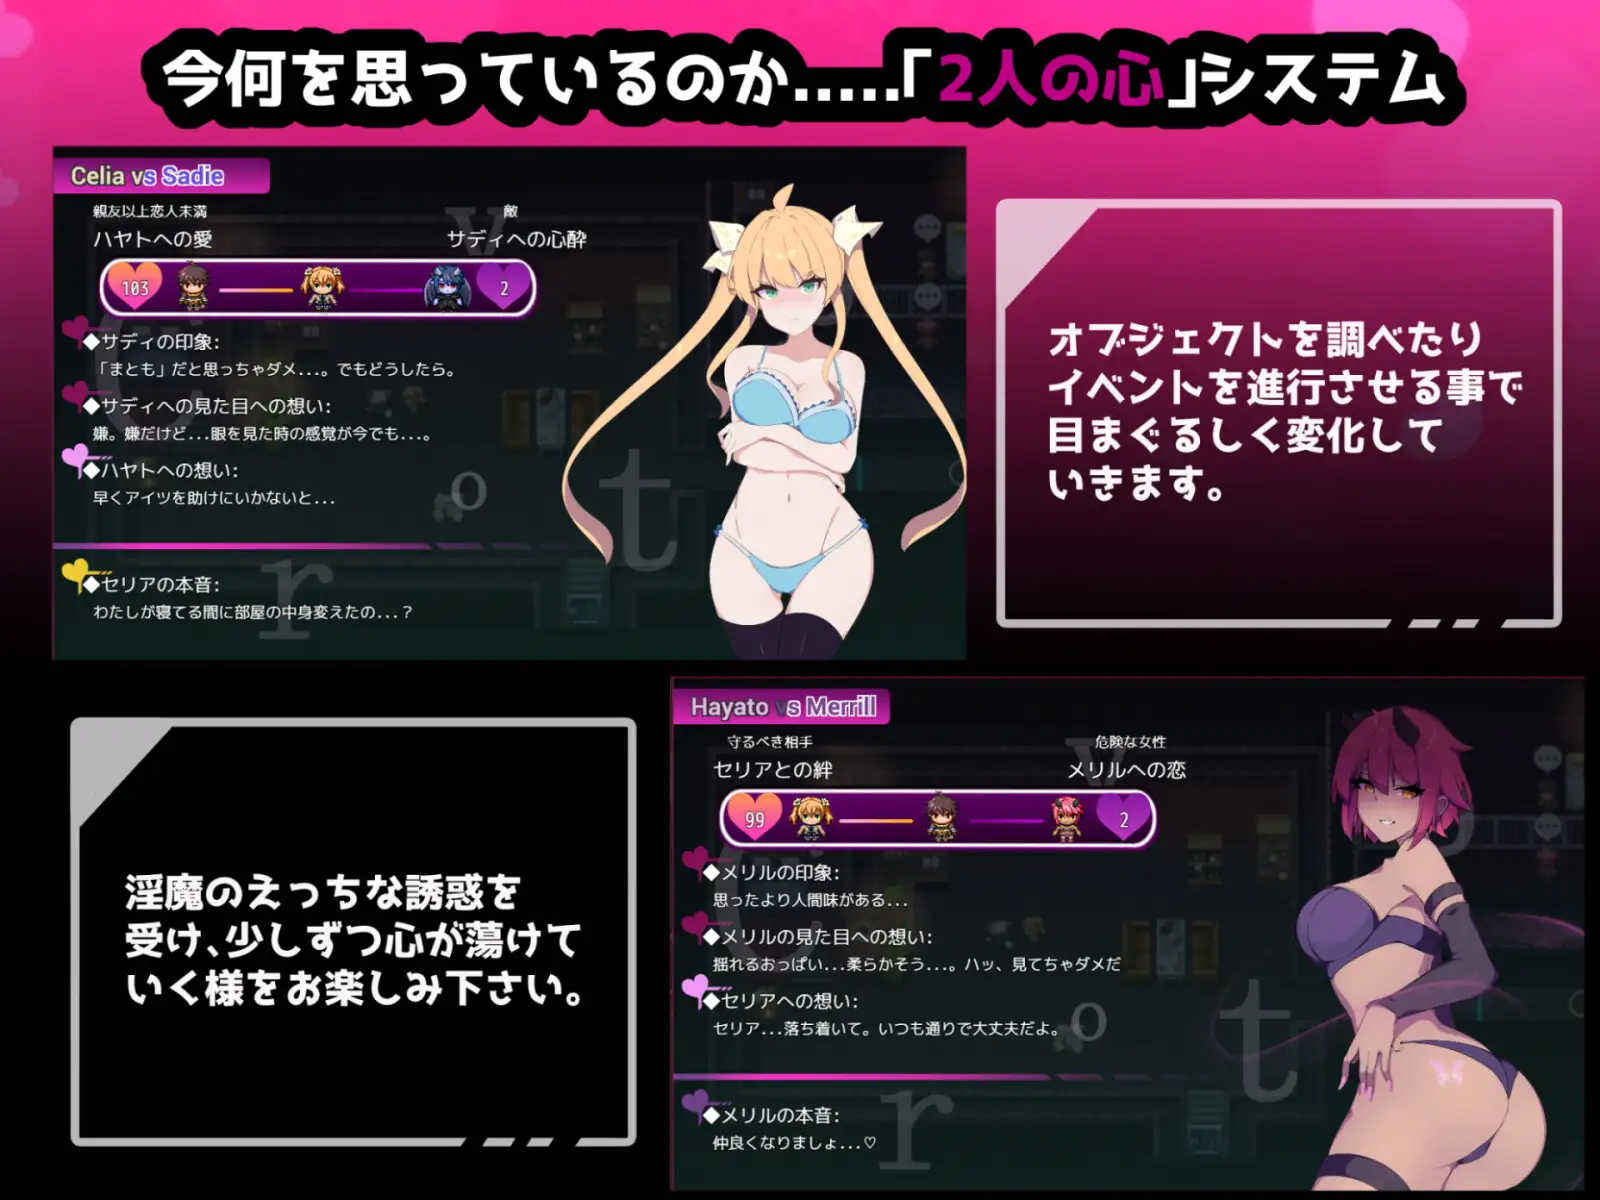 今何を思っているのか.....「2人の心」システム
Celia vs Sadie
親友以上恋人未満
敵
ハヤトへの愛
サディへの心酔
103
2
◆サディの印象:
「まとも」だと思っちゃダメ...。でもどうしたら。
◆サディへの見た目への想い:
嫌。嫌だけど...眼を見た時の感覚が今でも...。
◆ハヤトへの想い:
早くアイツを助けにいかないと...
◆セリアの本音:
わたしが寝てる間に部屋の中身変えたの...？
オブジェクトを調べたり
イベントを進行させる事で
目まぐるしく変化して
いきます。
淫魔のえっちな誘惑を
受け、少しずつ心が蕩けて
いく様をお楽しみ下さい。
Hayato vs Merrill
守るべき相手
危険な女性
セリアとの絆
メリルへの恋
99
2
◆メリルの印象:
思ったより人間味がある...
◆メリルの見た目への想い:
揺れるおっぱい...柔らかそう...。ハッ、見てちゃダメだ
◆セリアへの想い:
セリア...落ち着いて。いつも通りで大丈夫だよ。
◆メリルの本音:
仲良くなりましょ...♡